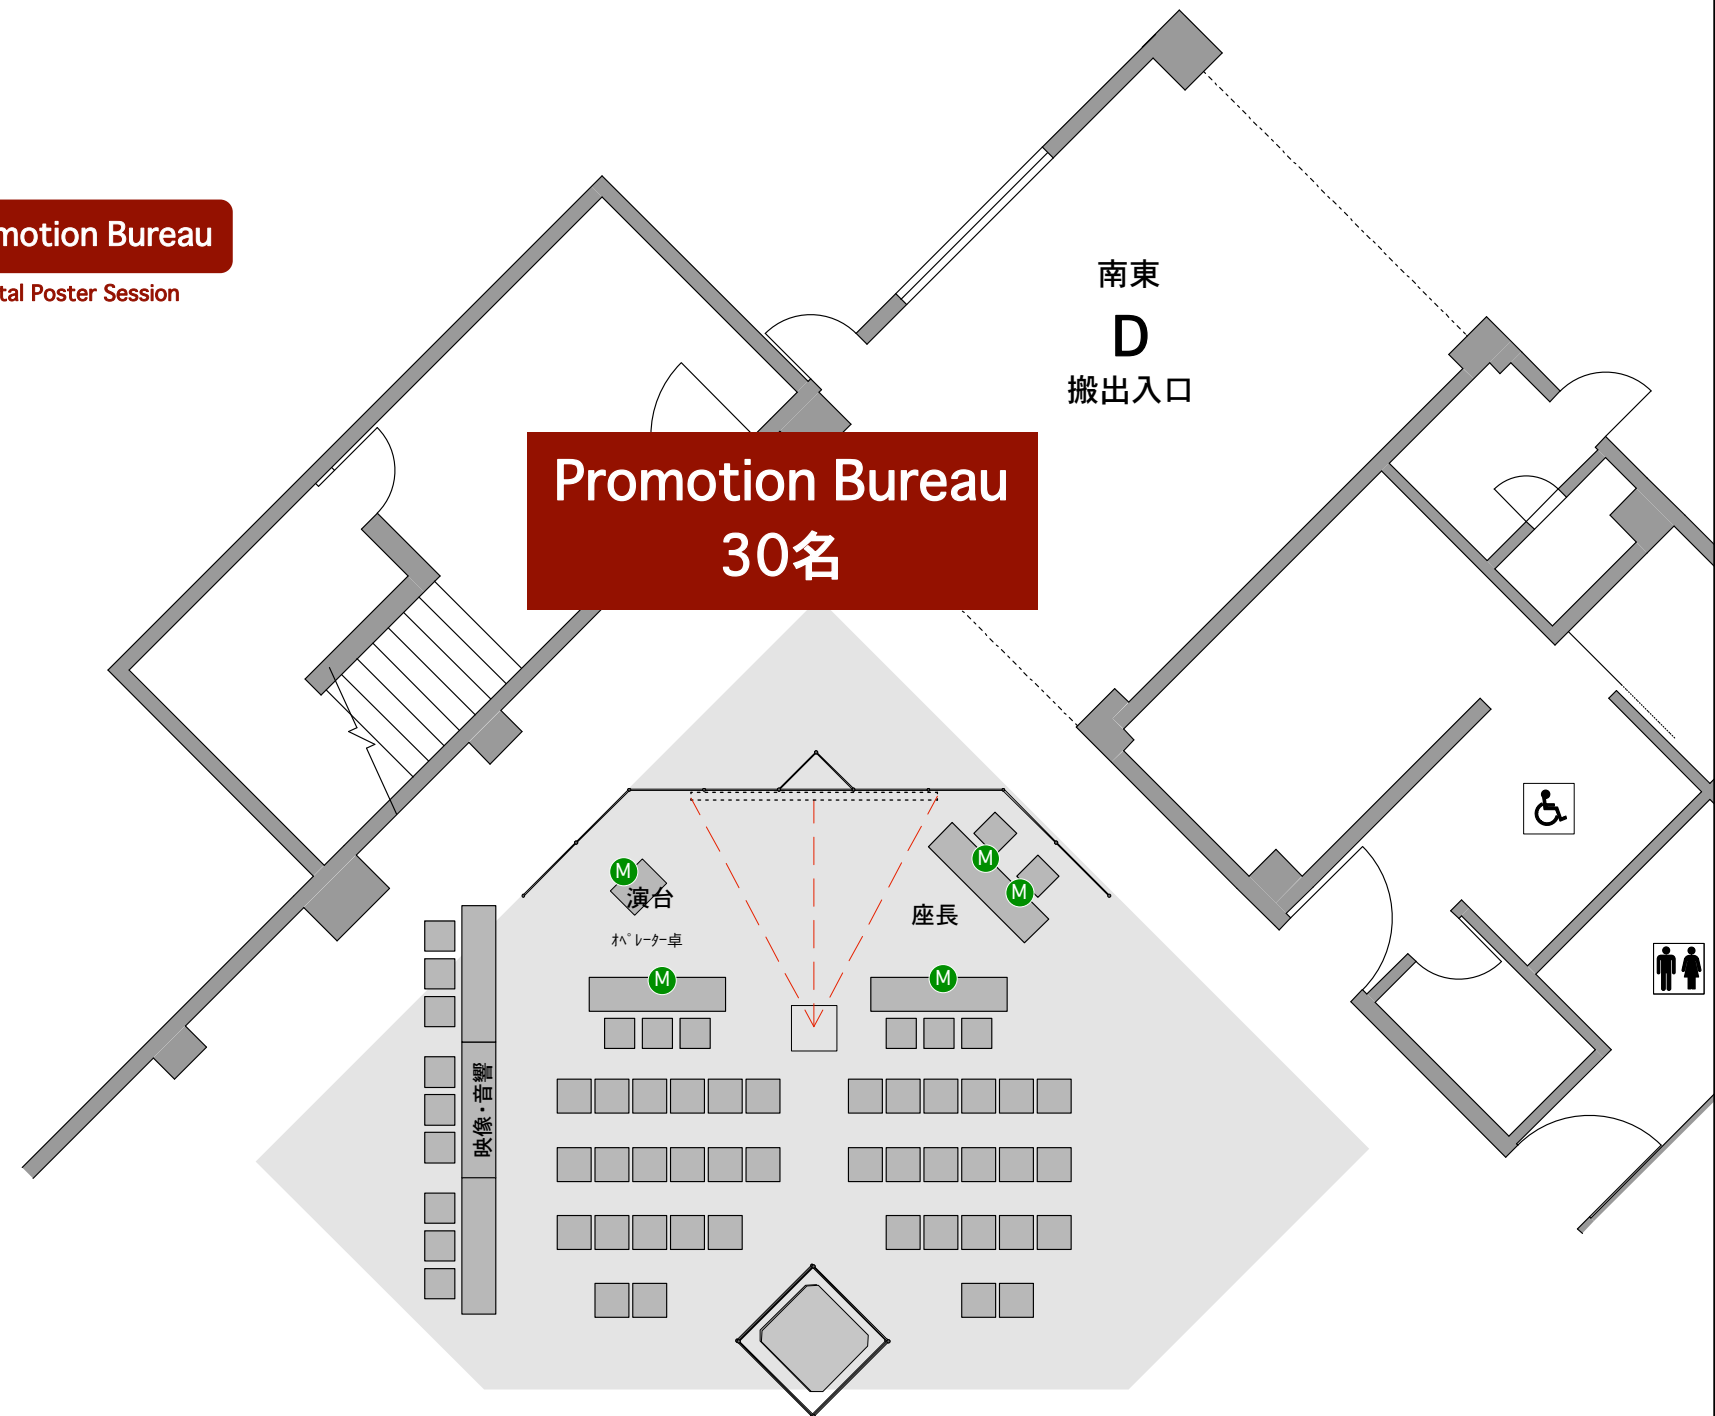 motion Bureau
tal Poster Session
南東
D
搬出入口
Promotion Bureau
30名
M
M
M
演台
座長
ｵﾍﾟﾚｰﾀｰ卓
M
M
映像・音響